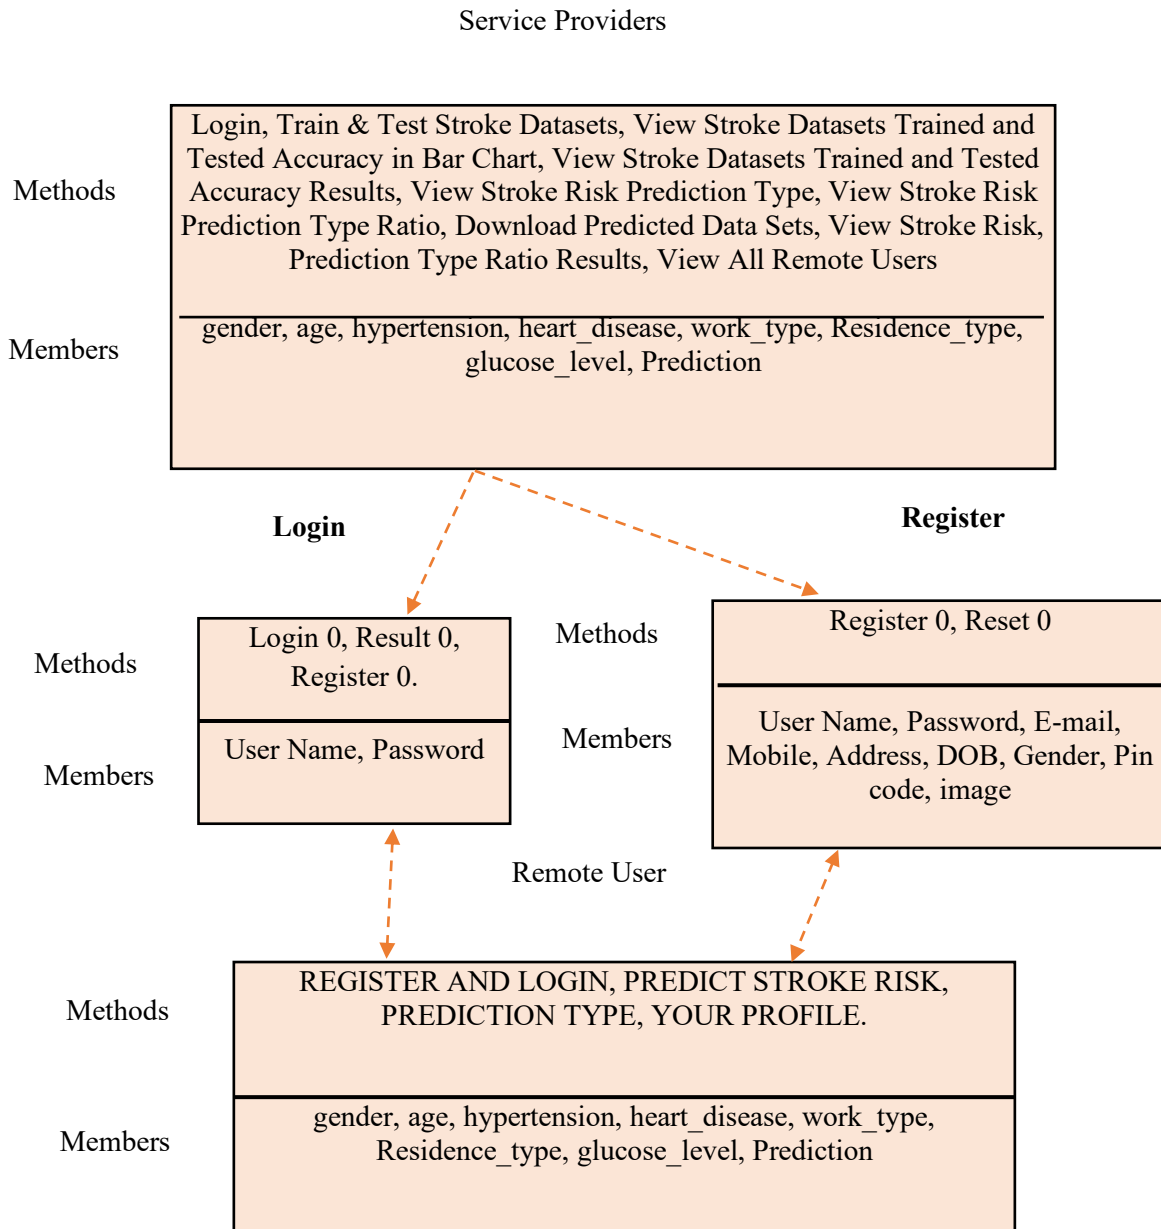 Service Providers
Methods
Login, Train & Test Stroke Datasets, View Stroke Datasets Trained and
Tested Accuracy in Bar Chart, View Stroke Datasets Trained and Tested
Accuracy Results, View Stroke Risk Prediction Type, View Stroke Risk
Prediction Type Ratio, Download Predicted Data Sets, View Stroke Risk,
Prediction Type Ratio Results, View All Remote Users
Members
gender, age, hypertension, heart_disease, work_type, Residence_type,
glucose_level, Prediction
Login
Register
Methods
Login 0, Result 0,
Register 0.
Members
User Name, Password
Methods
Register 0, Reset 0
Members
User Name, Password, E-mail,
Mobile, Address, DOB, Gender, Pin
code, image
Remote User
Methods
REGISTER AND LOGIN, PREDICT STROKE RISK,
PREDICTION TYPE, YOUR PROFILE.
Members
gender, age, hypertension, heart_disease, work_type,
Residence_type, glucose_level, Prediction